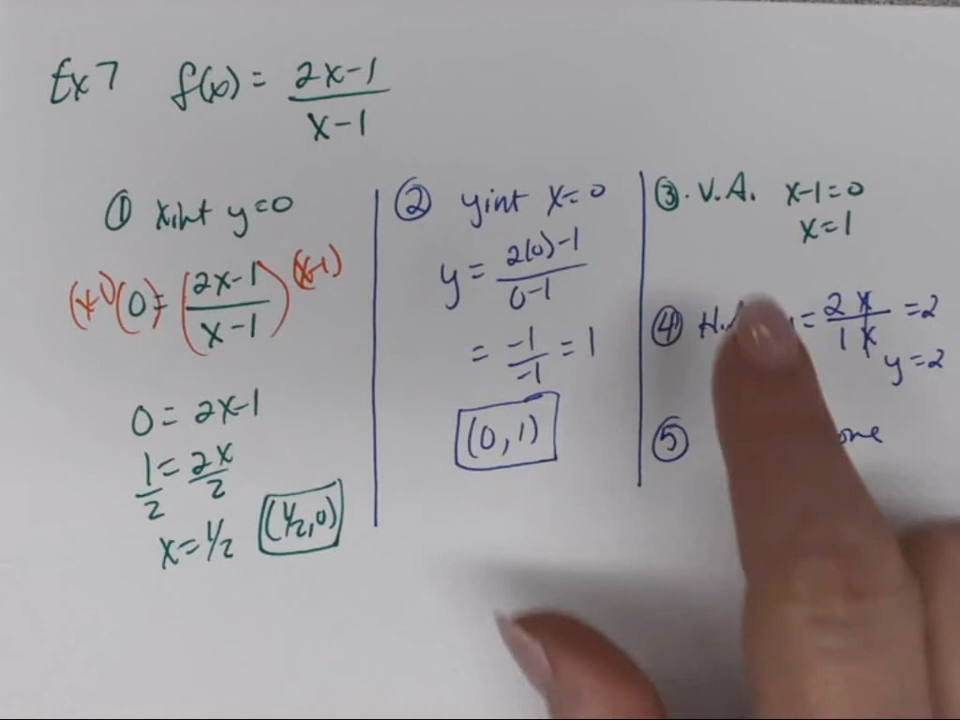 Ex 7 f(x) = 2x-1 / x-1
① x.int y=0
(x-1)(0) = (2x-1 / x-1)(x-1)
0 = 2x-1
1/2 = 2x/2
x = 1/2 (1/2, 0)
② yint x=0
y = 2(0)-1 / 0-1
= -1/-1 = 1
(0, 1)
③. V.A. x-1=0
x=1
④ H. = 2x / 1x = 2
y=2
⑤